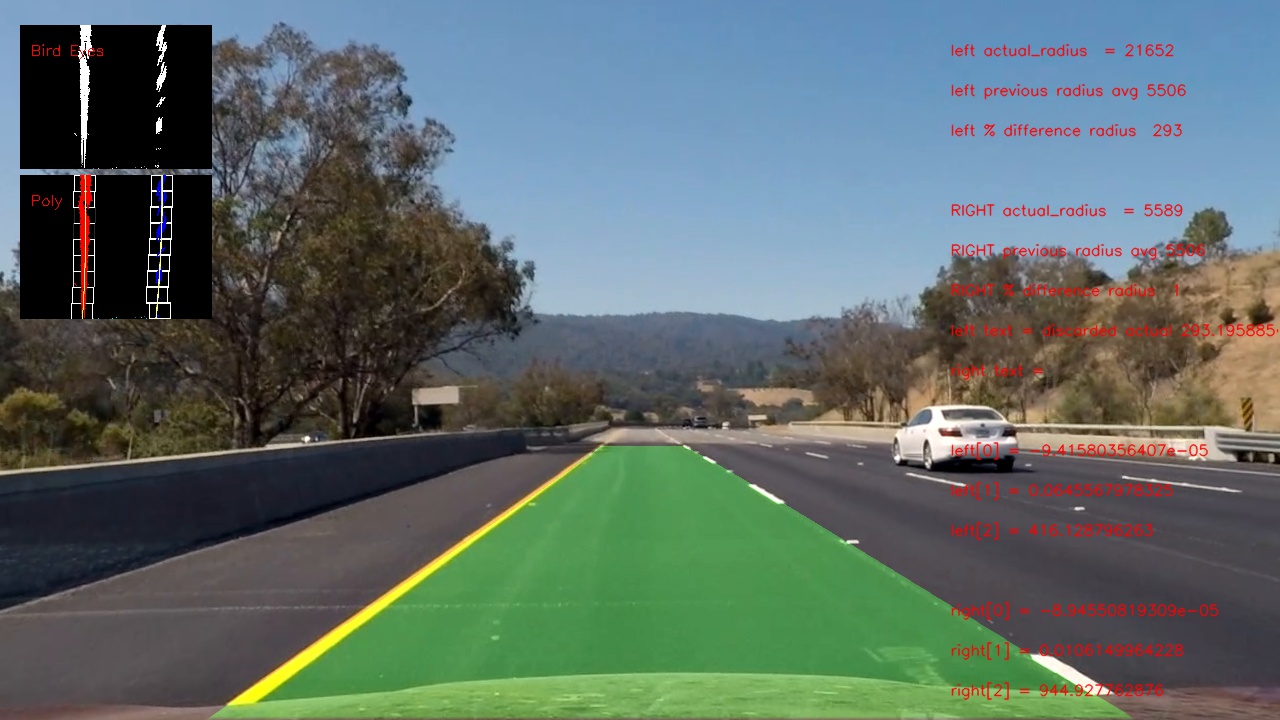 Bird Eyes
Poly
left actual_radius = 21652
left previous radius avg 5506
left % difference radius 293
RIGHT actual_radius = 5589
RIGHT previous radius avg 5506
RIGHT % difference radius 1
left text = discarded actual 293.195885
right text =
left[0] = -9.41580356407e-05
left[1] = 0.0645567978325
left[2] = 416.128796263
right[0] = -8.94550819309e-05
right[1] = 0.0106149964228
right[2] = 944.927762876